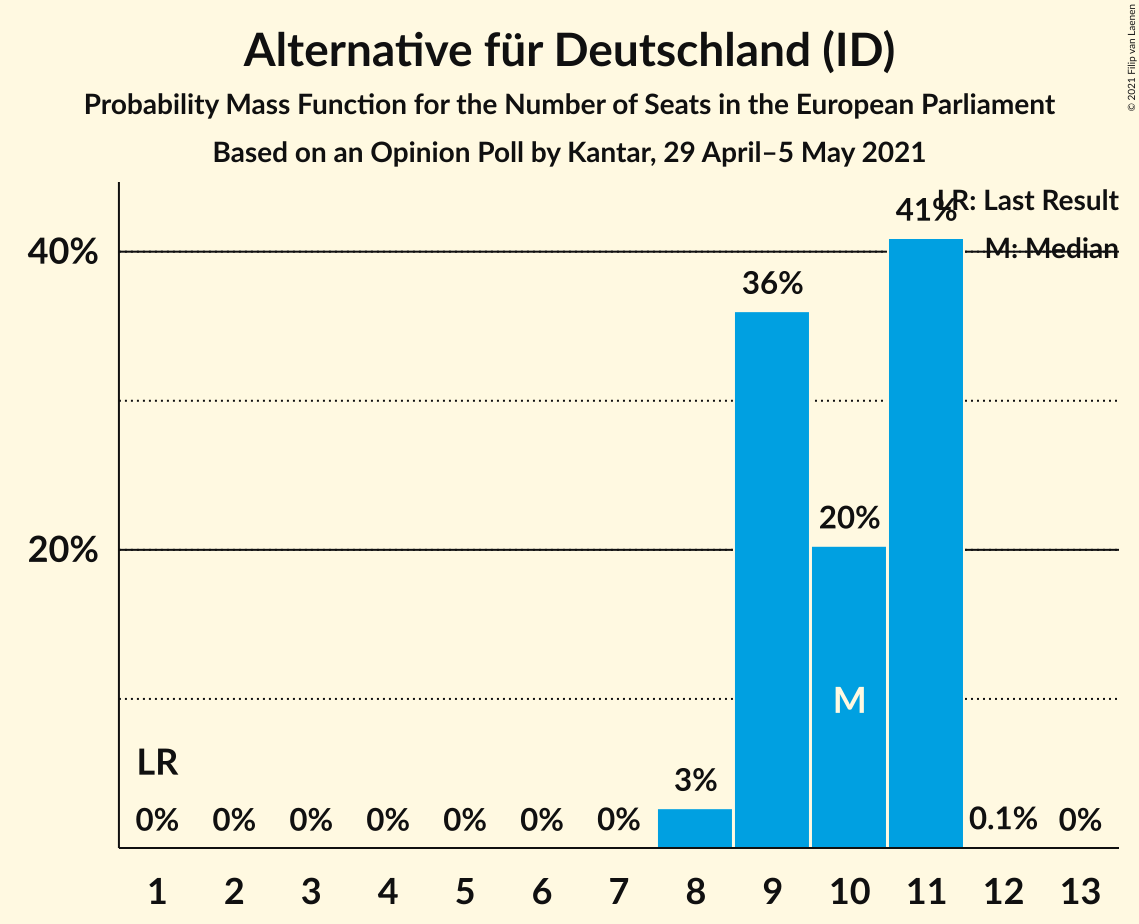 Alternative für Deutschland (ID)
Probability Mass Function for the Number of Seats in the European Parliament
Based on an Opinion Poll by Kantar, 29 April–5 May 2021
© 2021 Filip van Laenen
LR: Last Result
M: Median
41%
40%
36%
20%
20%
M
LR
3%
0% 0% 0% 0% 0% 0% 0% 0.1% 0%
1 2 3 4 5 6 7 8 9 10 11 12 13